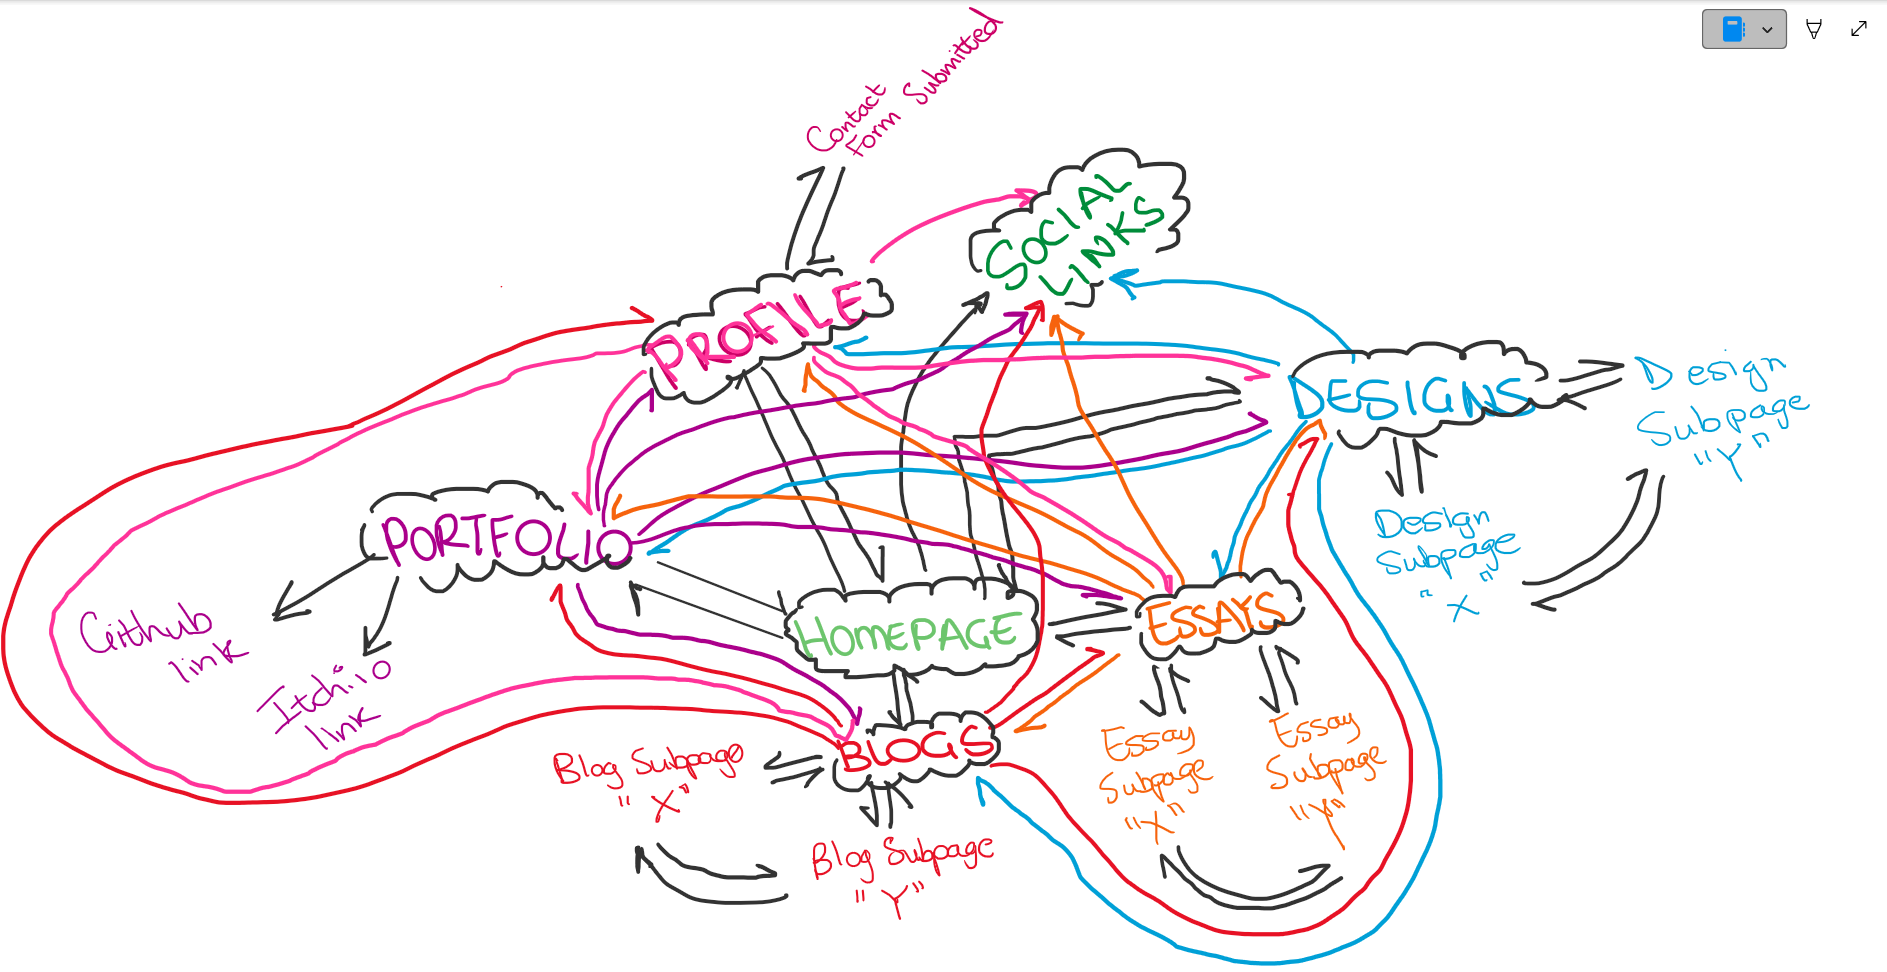 Contact
Form Submitted
SOCIAL
LINKS
PROFILE
DESIGNS
Design
Subpage
"Y"
PORTFOLIO
Design
Subpage
"X"
Github
link
Itch.io
link
HOMEPAGE
ESSAYS
BLOGS
Essay
Subpage
"X"
Essay
Subpage
"Y"
Blog Subpage
"X"
Blog Subpage
"Y"